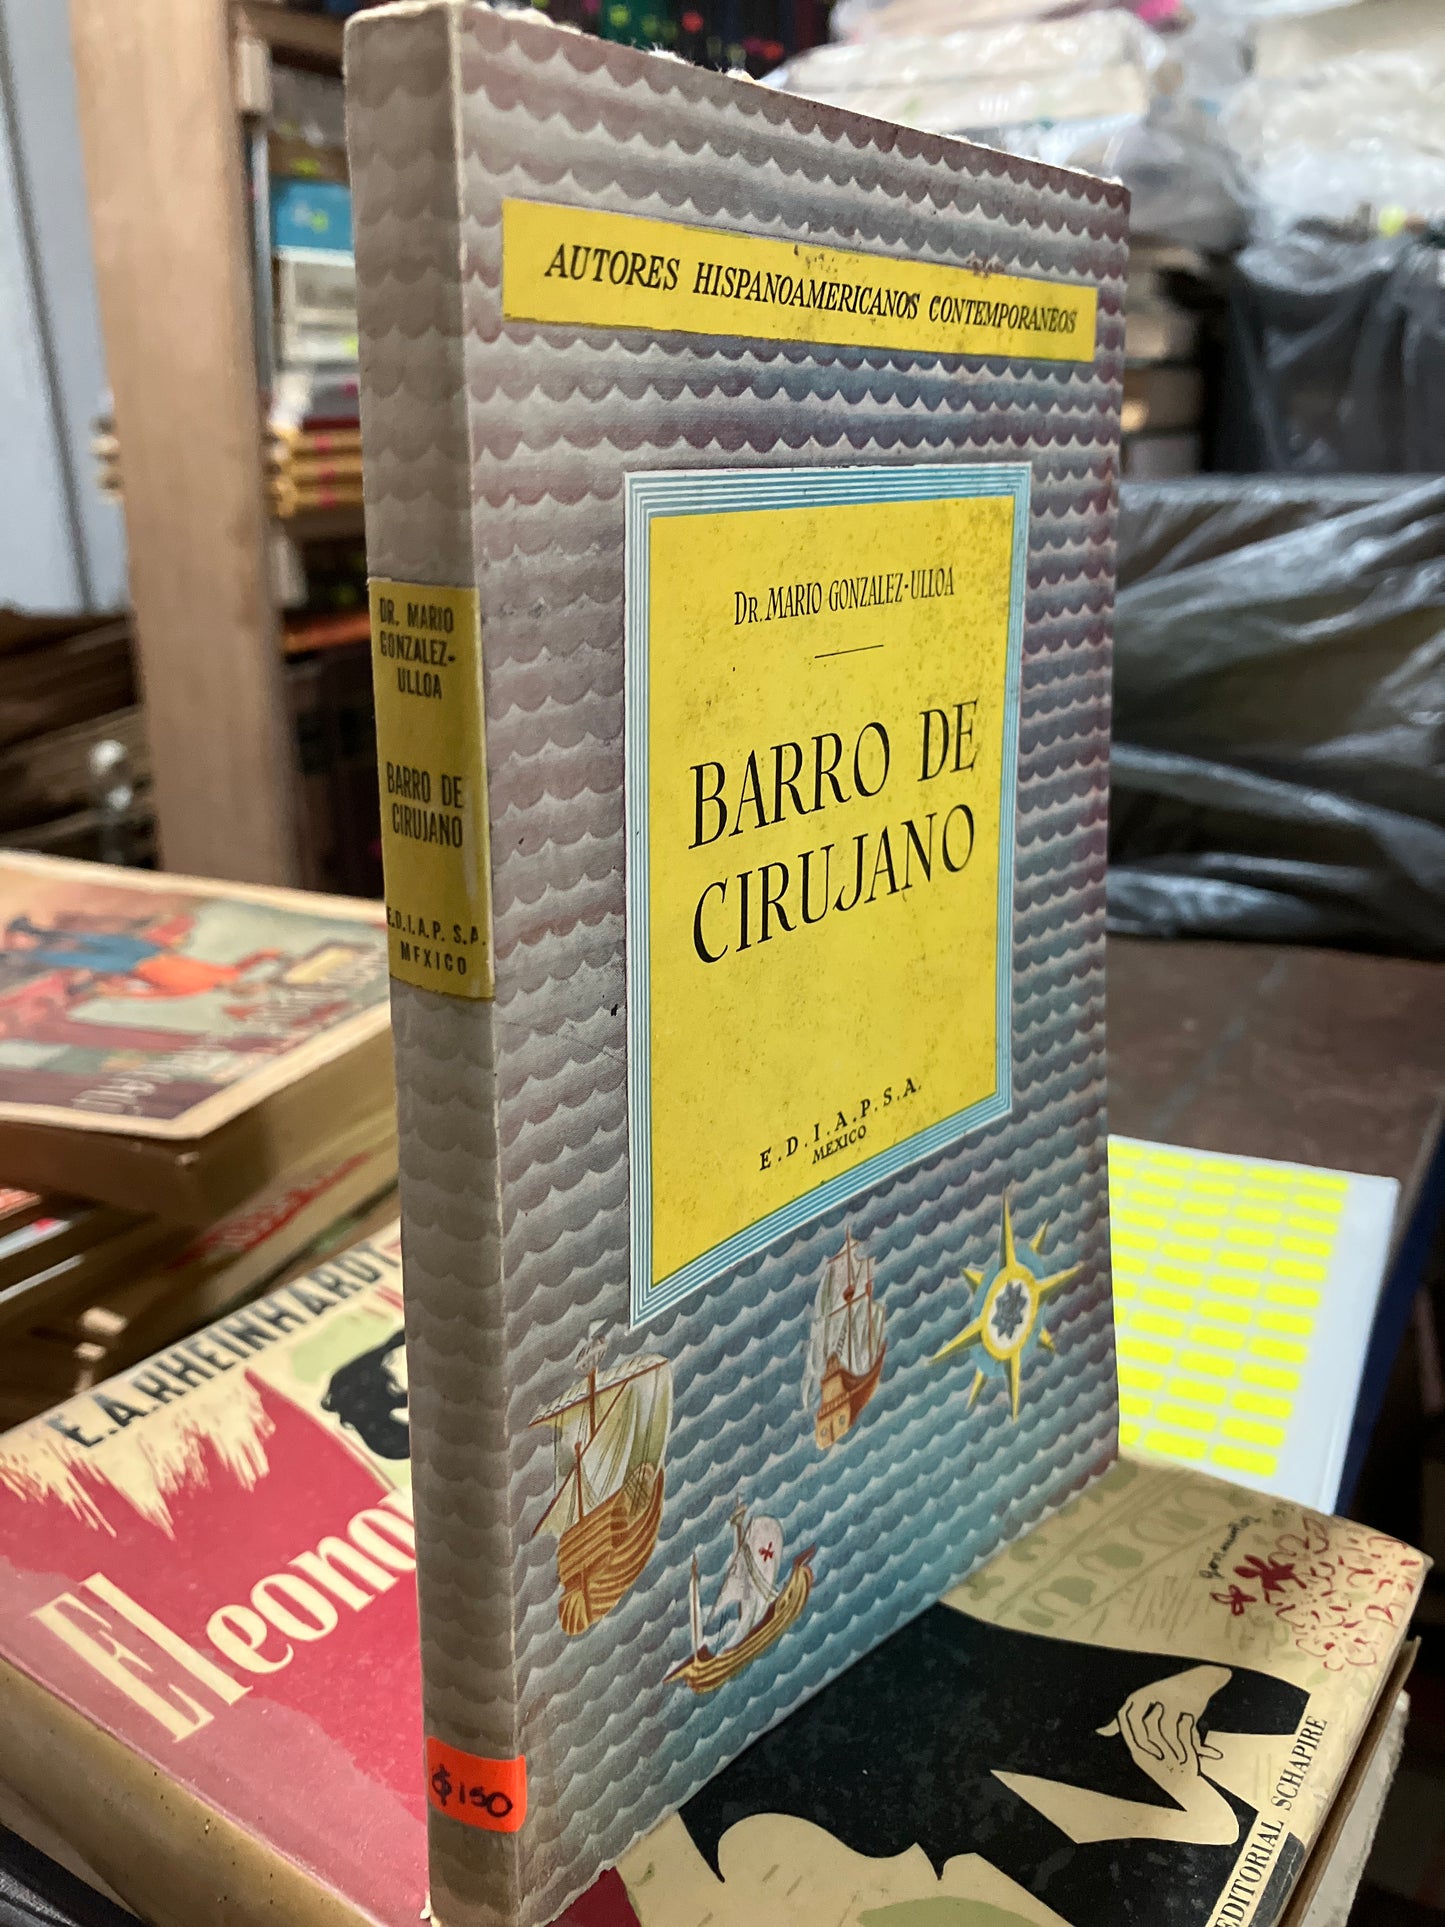 AUTORES HISPANOAMERICANOS CONTEMPORANEOS
DR. MARIO GONZALEZ-ULLOA
BARRO DE
CIRUJANO
E.D.I.A.P.S.A.
MEXICO
DR. MARIO
GONZALEZ-
ULLOA
BARRO DE
CIRUJANO
E.D.I.A.P. S.A.
MEXICO
$150
E.A.RHEINHARDT
Eleono
EDITORIAL SCHAPIRE